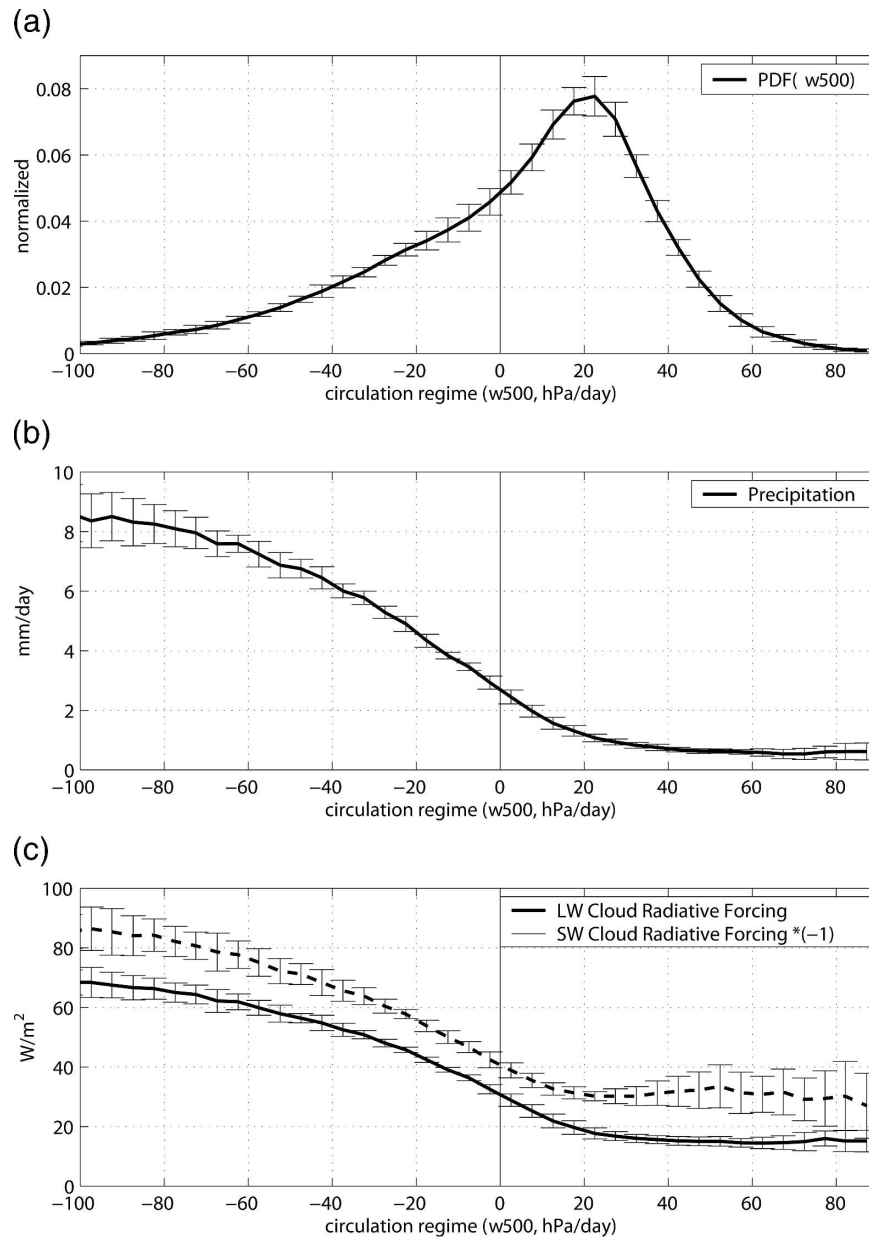 (a)
PDF( w500)
0.08
0.06
0.04
0.02
0
normalized
−100 −80 −60 −40 −20 0 20 40 60 80
circulation regime (w500, hPa/day)
(b)
Precipitation
10
8
6
4
2
0
mm/day
−100 −80 −60 −40 −20 0 20 40 60 80
circulation regime (w500, hPa/day)
(c)
LW Cloud Radiative Forcing
SW Cloud Radiative Forcing *(−1)
100
80
60
40
20
0
W/m²
−100 −80 −60 −40 −20 0 20 40 60 80
circulation regime (w500, hPa/day)